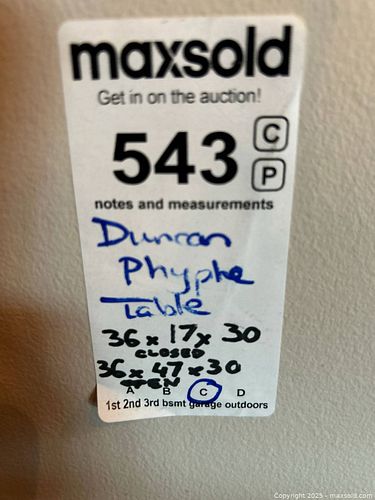 maxsold
Get in on the auction!
543 C
P
notes and measurements
Duncan
Phyphe
Table
36 x 17 x 30
CLOSED
36 x 47 x 30
OPEN
A B C D
1st 2nd 3rd bsmt garage outdoors
Copyright 2025 - maxsold.com